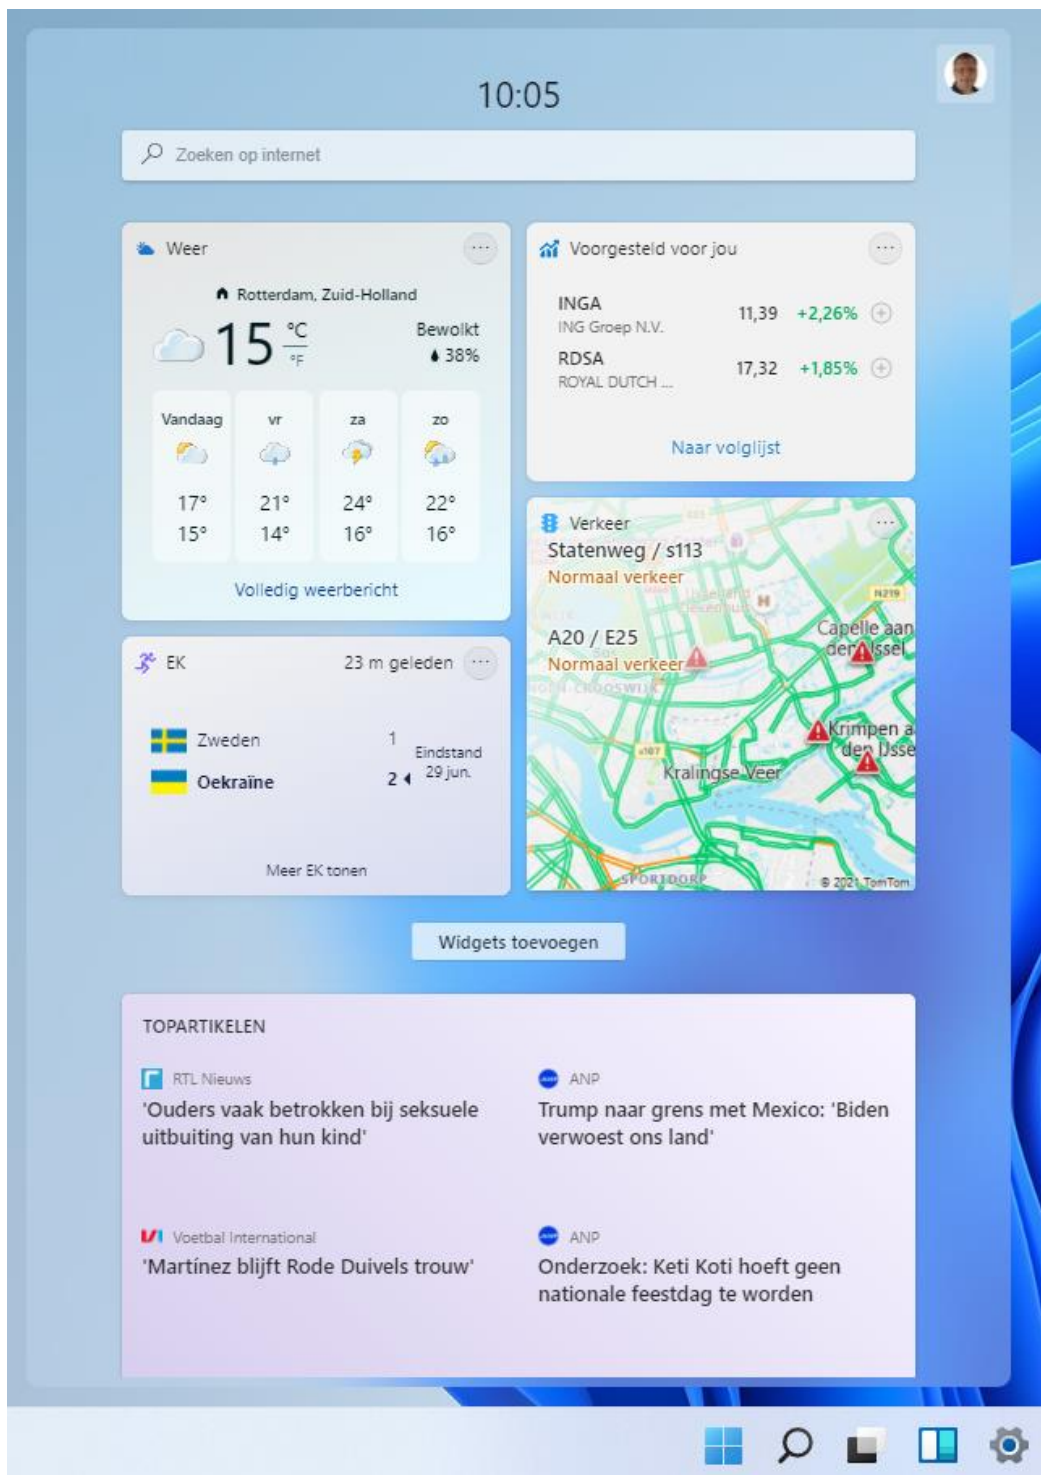 10:05
Zoeken op internet
Weer
Rotterdam, Zuid-Holland
15 °C
°F
Bewolkt
38%
Vandaag vr za zo
17° 21° 24° 22°
15° 14° 16° 16°
Volledig weerbericht
Voorgesteld voor jou
INGA
ING Groep N.V.
11,39 +2,26%
RDSA
ROYAL DUTCH ...
17,32 +1,85%
Naar volglijst
Verkeer
Statenweg / s113
Normaal verkeer
A20 / E25
Normaal verkeer
N219
Capelle aan
den IJssel
Krimpen a
den IJsse
s107
Kralingse Veer
SPORTDORP
© 2021 TomTom
EK
23 m geleden
Zweden 1
Oekraïne 2
Eindstand
29 jun.
Meer EK tonen
Widgets toevoegen
TOPARTIKELEN
RTL Nieuws
'Ouders vaak betrokken bij seksuele
uitbuiting van hun kind'
ANP
Trump naar grens met Mexico: 'Biden
verwoest ons land'
Voetbal International
'Martínez blijft Rode Duivels trouw'
ANP
Onderzoek: Keti Koti hoeft geen
nationale feestdag te worden